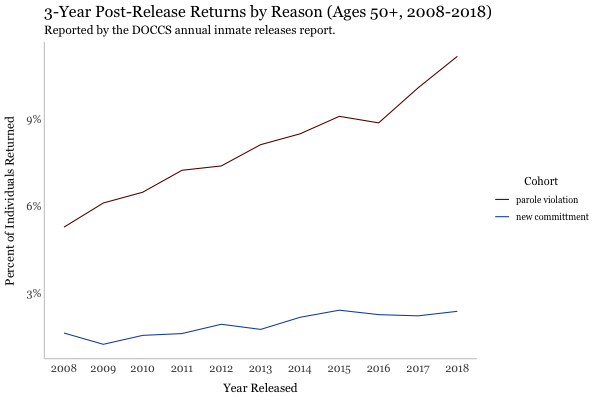 3-Year Post-Release Returns by Reason (Ages 50+, 2008-2018)
Reported by the DOCCS annual inmate releases report.
Percent of Individuals Returned
9%
6%
3%
2008 2009 2010 2011 2012 2013 2014 2015 2016 2017 2018
Year Released
Cohort
parole violation
new committment